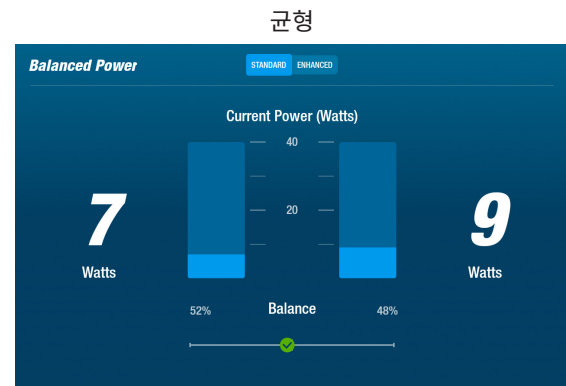 균형
Balanced Power
STANDARD ENHANCED
Current Power (Watts)
40
20
7
Watts
9
Watts
52% Balance 48%